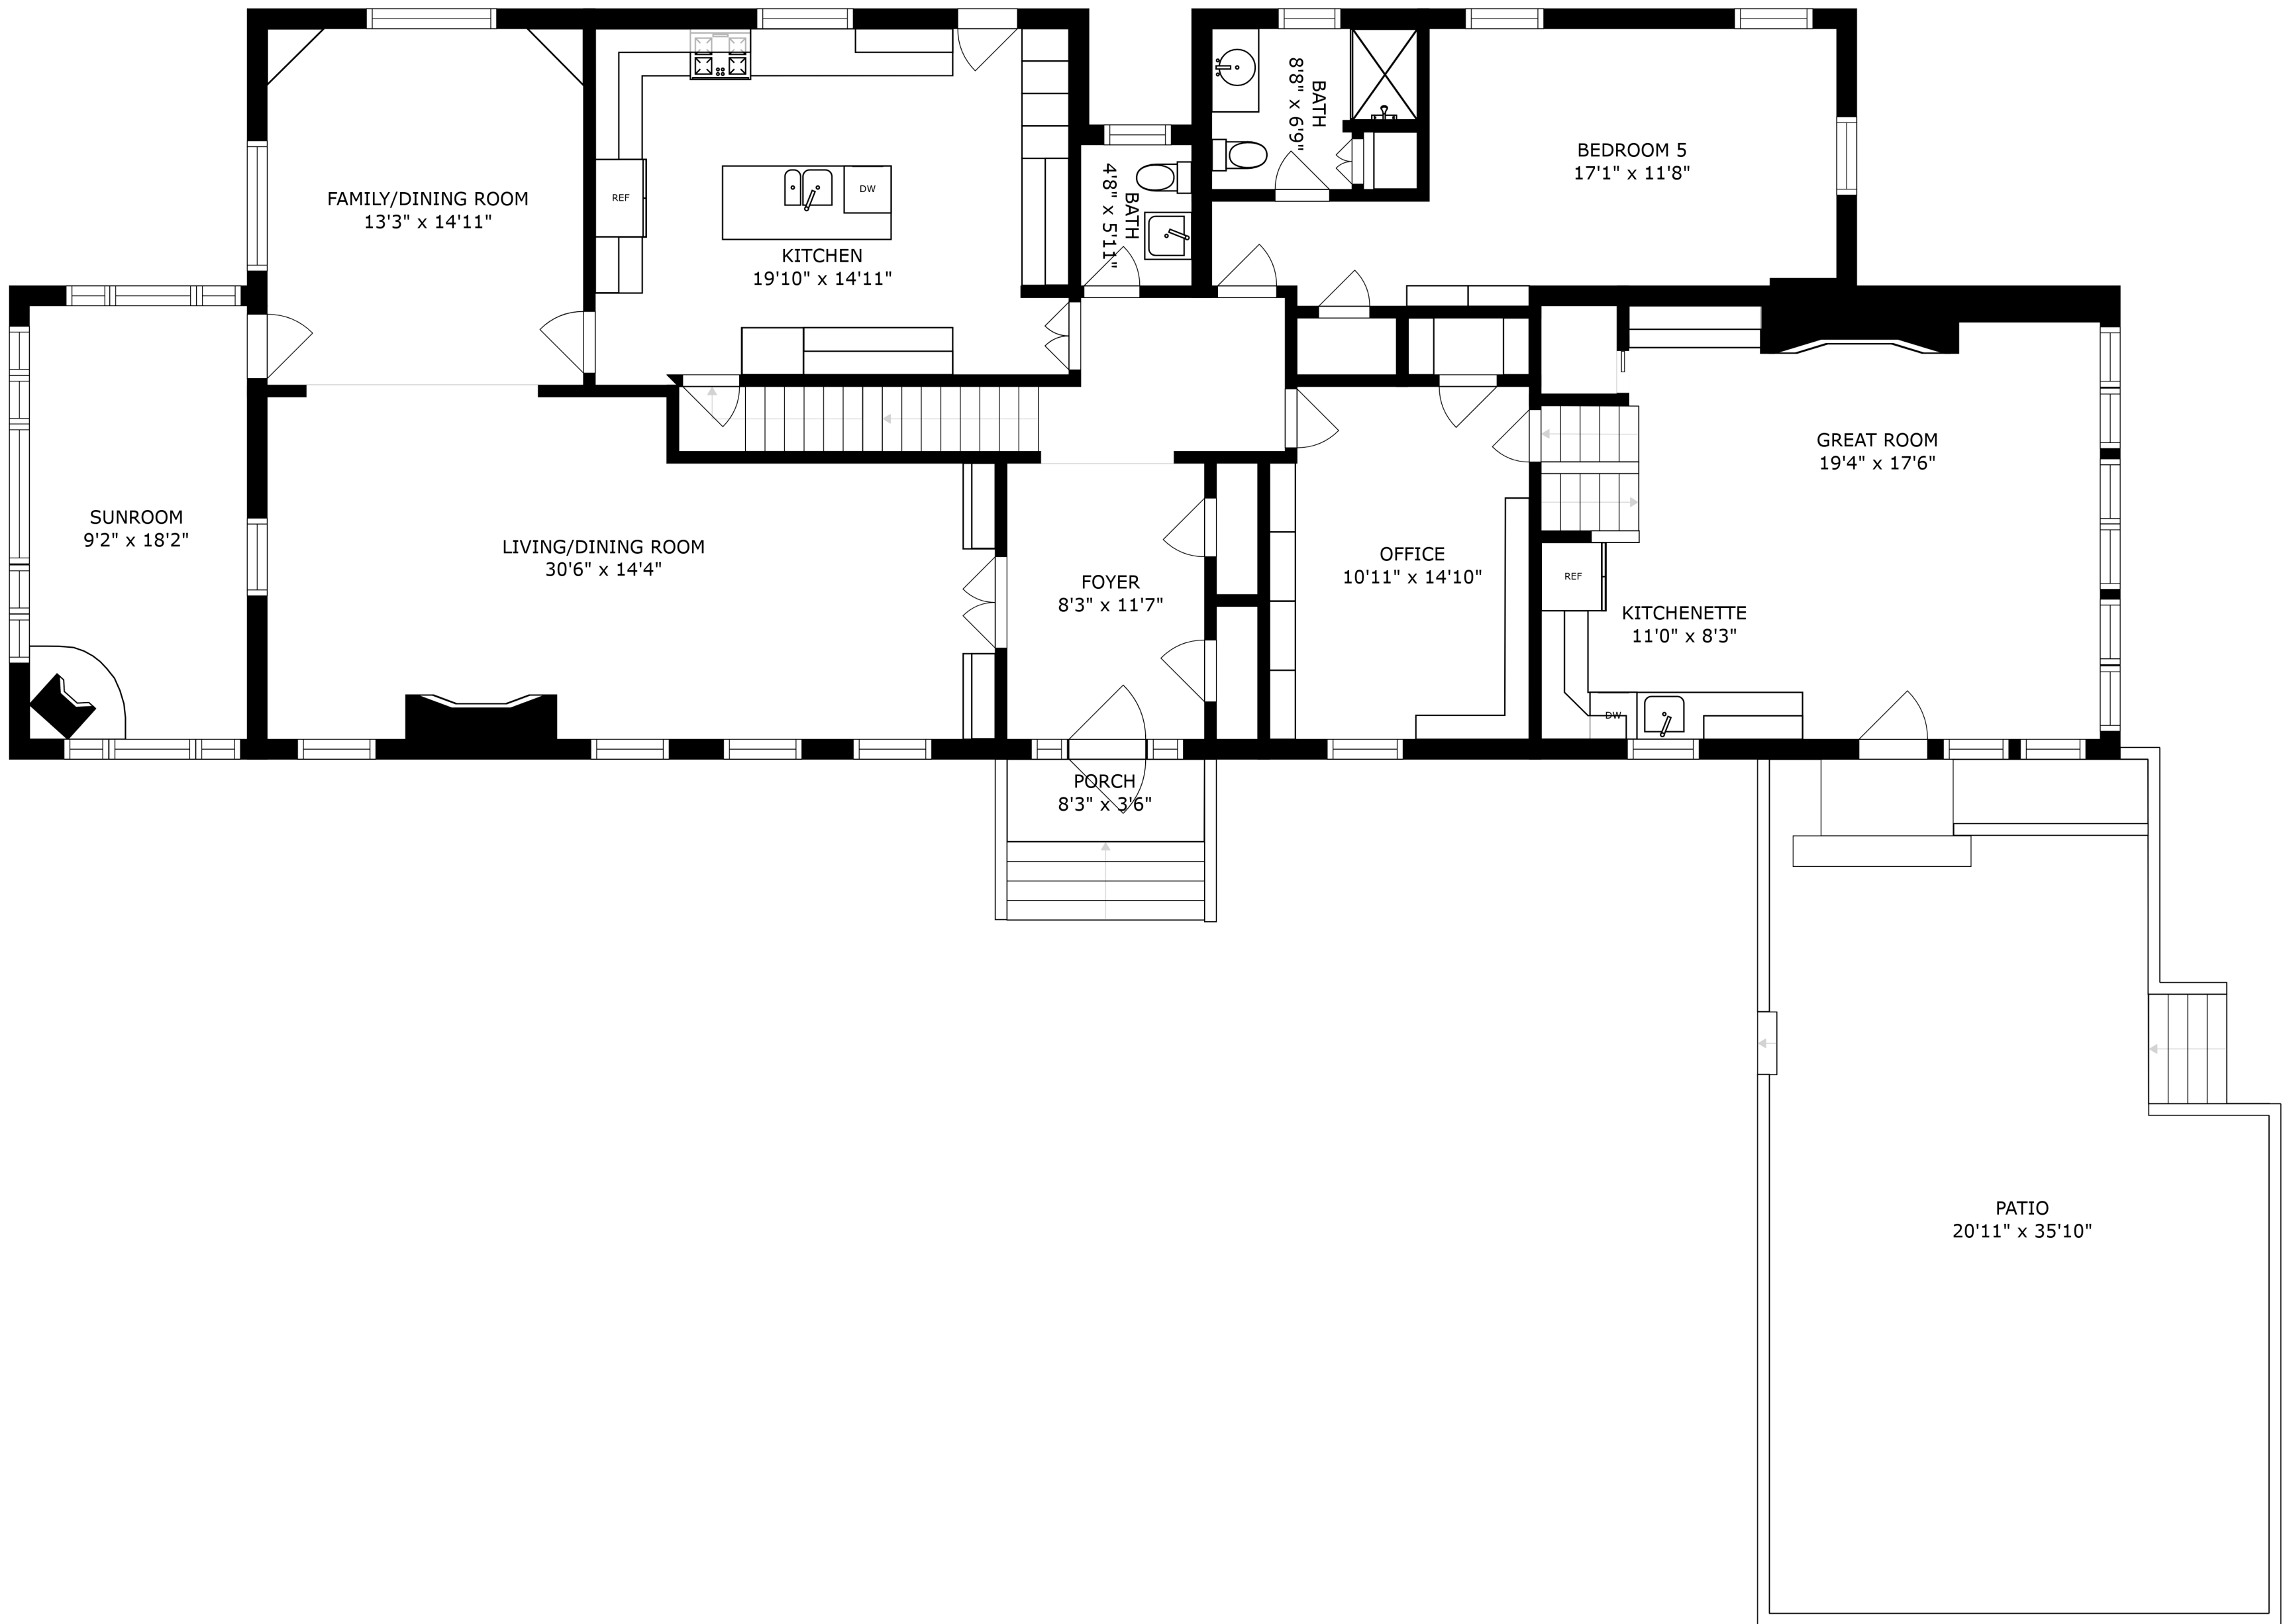 BATH
8'8" x 6'9"
BEDROOM 5
17'1" x 11'8"
FAMILY/DINING ROOM
13'3" x 14'11"
REF
DW
KITCHEN
19'10" x 14'11"
BATH
4'8" x 5'11"
GREAT ROOM
19'4" x 17'6"
SUNROOM
9'2" x 18'2"
LIVING/DINING ROOM
30'6" x 14'4"
FOYER
8'3" x 11'7"
OFFICE
10'11" x 14'10"
REF
KITCHENETTE
11'0" x 8'3"
DW
PORCH
8'3" x 3'6"
PATIO
20'11" x 35'10"